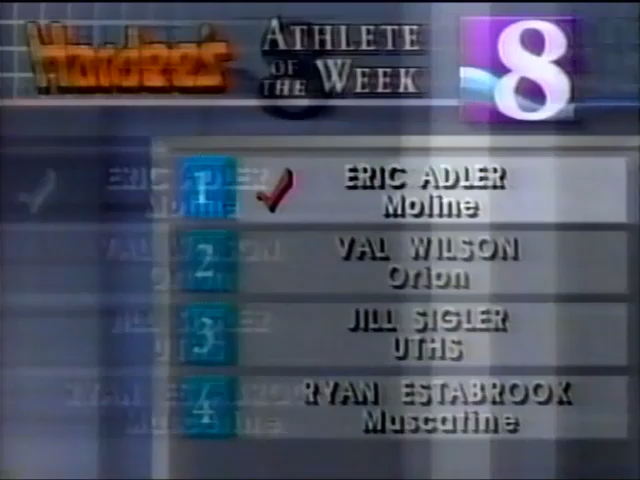 Hardee's
ATHLETE
OF THE WEEK
8
1 ERIC ADLER
Moline
2 VAL WILSON
Orion
3 JILL SIGLER
UTHS
4 RYAN ESTABROOK
Muscatine